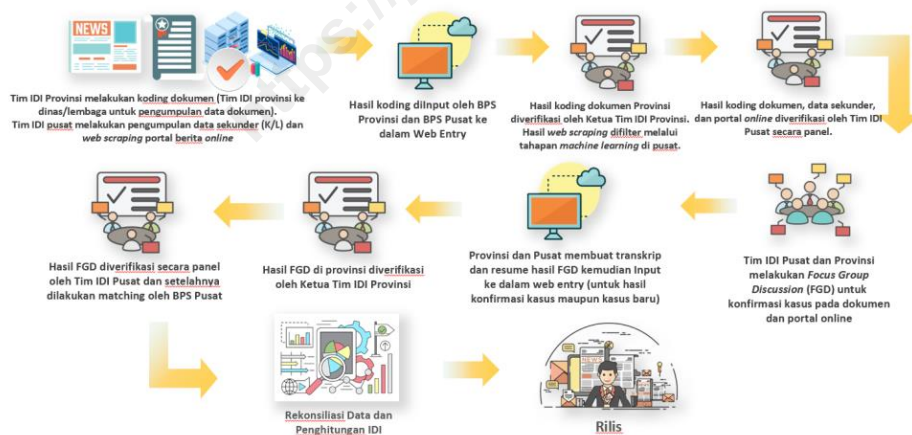 NEWS
https:/
Tim IDI Provinsi melakukan koding dokumen (Tim IDI provinsi ke
dinas/lembaga untuk pengumpulan data dokumen).
Tim IDI pusat melakukan pengumpulan data sekunder (K/L) dan
web scraping portal berita online
Hasil koding diInput oleh BPS
Provinsi dan BPS Pusat ke
dalam Web Entry
Hasil koding dokumen Provinsi
diverifikasi oleh Ketua Tim IDI Provinsi.
Hasil web scraping difilter melalui
tahapan machine learning di pusat.
Hasil koding dokumen, data sekunder,
dan portal online diverifikasi oleh Tim IDI
Pusat secara panel.
Tim IDI Pusat dan Provinsi
melakukan Focus Group
Discussion (FGD) untuk
konfirmasi kasus pada dokumen
dan portal online
Provinsi dan Pusat membuat transkrip
dan resume hasil FGD kemudian Input
ke dalam web entry (untuk hasil
konfirmasi kasus maupun kasus baru)
Hasil FGD di provinsi diverifikasi
oleh Ketua Tim IDI Provinsi
Hasil FGD diverifikasi secara panel
oleh Tim IDI Pusat dan setelahnya
dilakukan matching oleh BPS Pusat
Rekonsiliasi Data dan
Penghitungan IDI
NEWS
Rilis